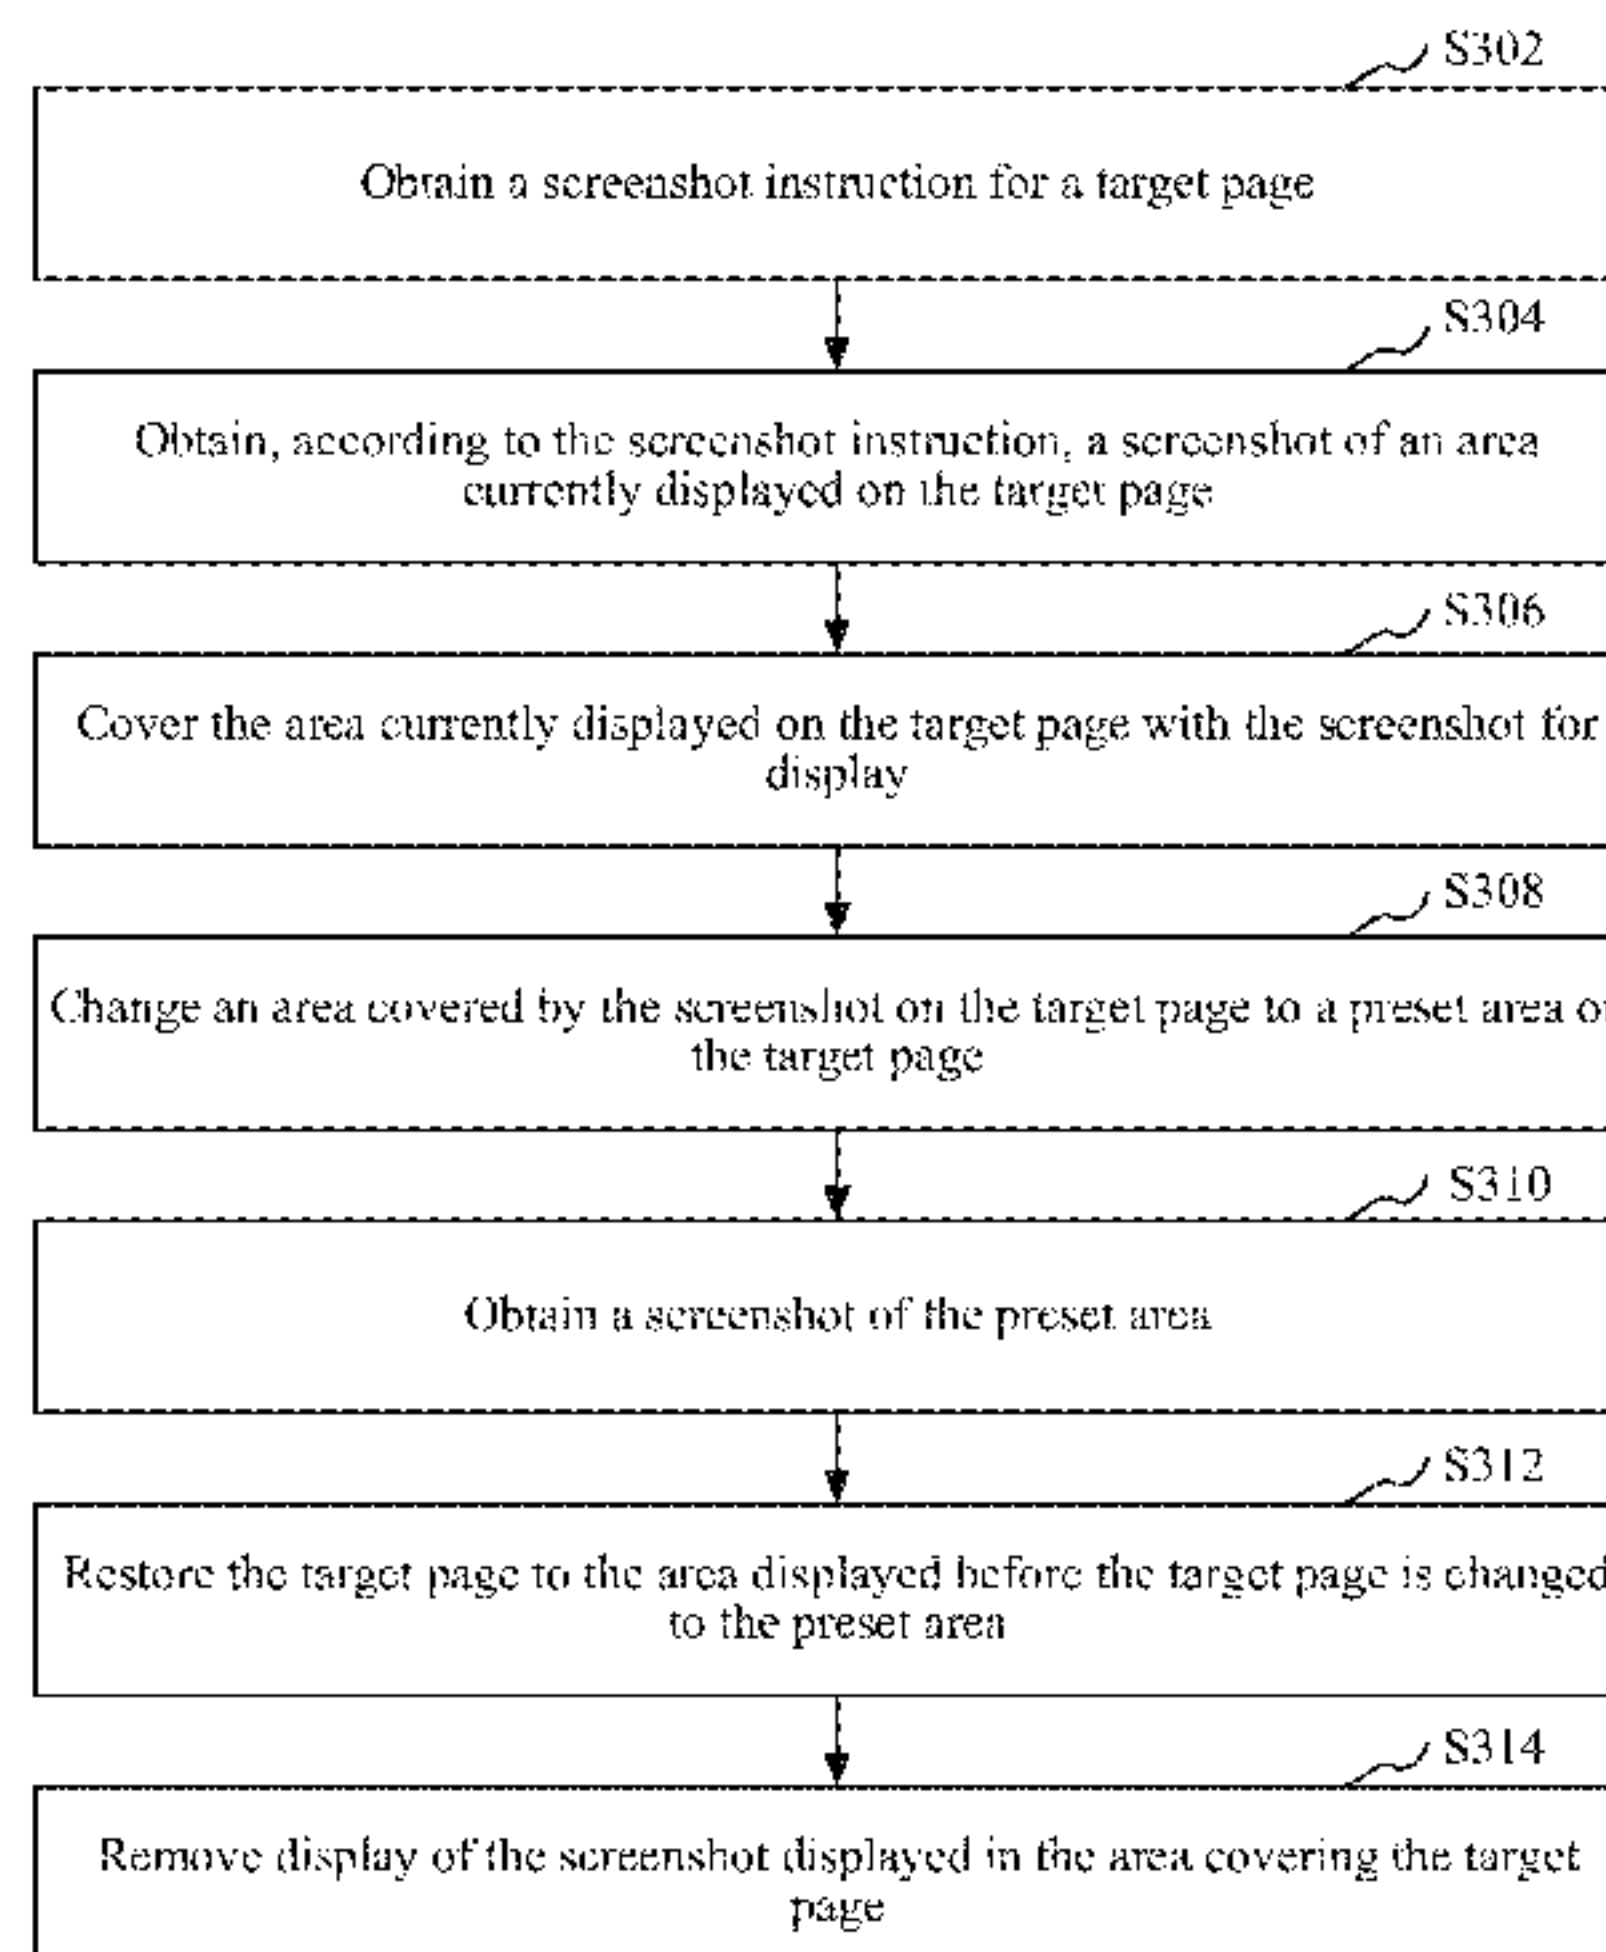 S302
Obtain a screenshot instruction for a target page
S304
Obtain, according to the screenshot instruction, a screenshot of an area
currently displayed on the target page
S306
Cover the area currently displayed on the target page with the screenshot for
display
S308
Change an area covered by the screenshot on the target page to a preset area
the target page
S310
Obtain a screenshot of the preset area
S312
Restore the target page to the area displayed before the target page is changed
to the preset area
S314
Remove display of the screenshot displayed in the area covering the target
page